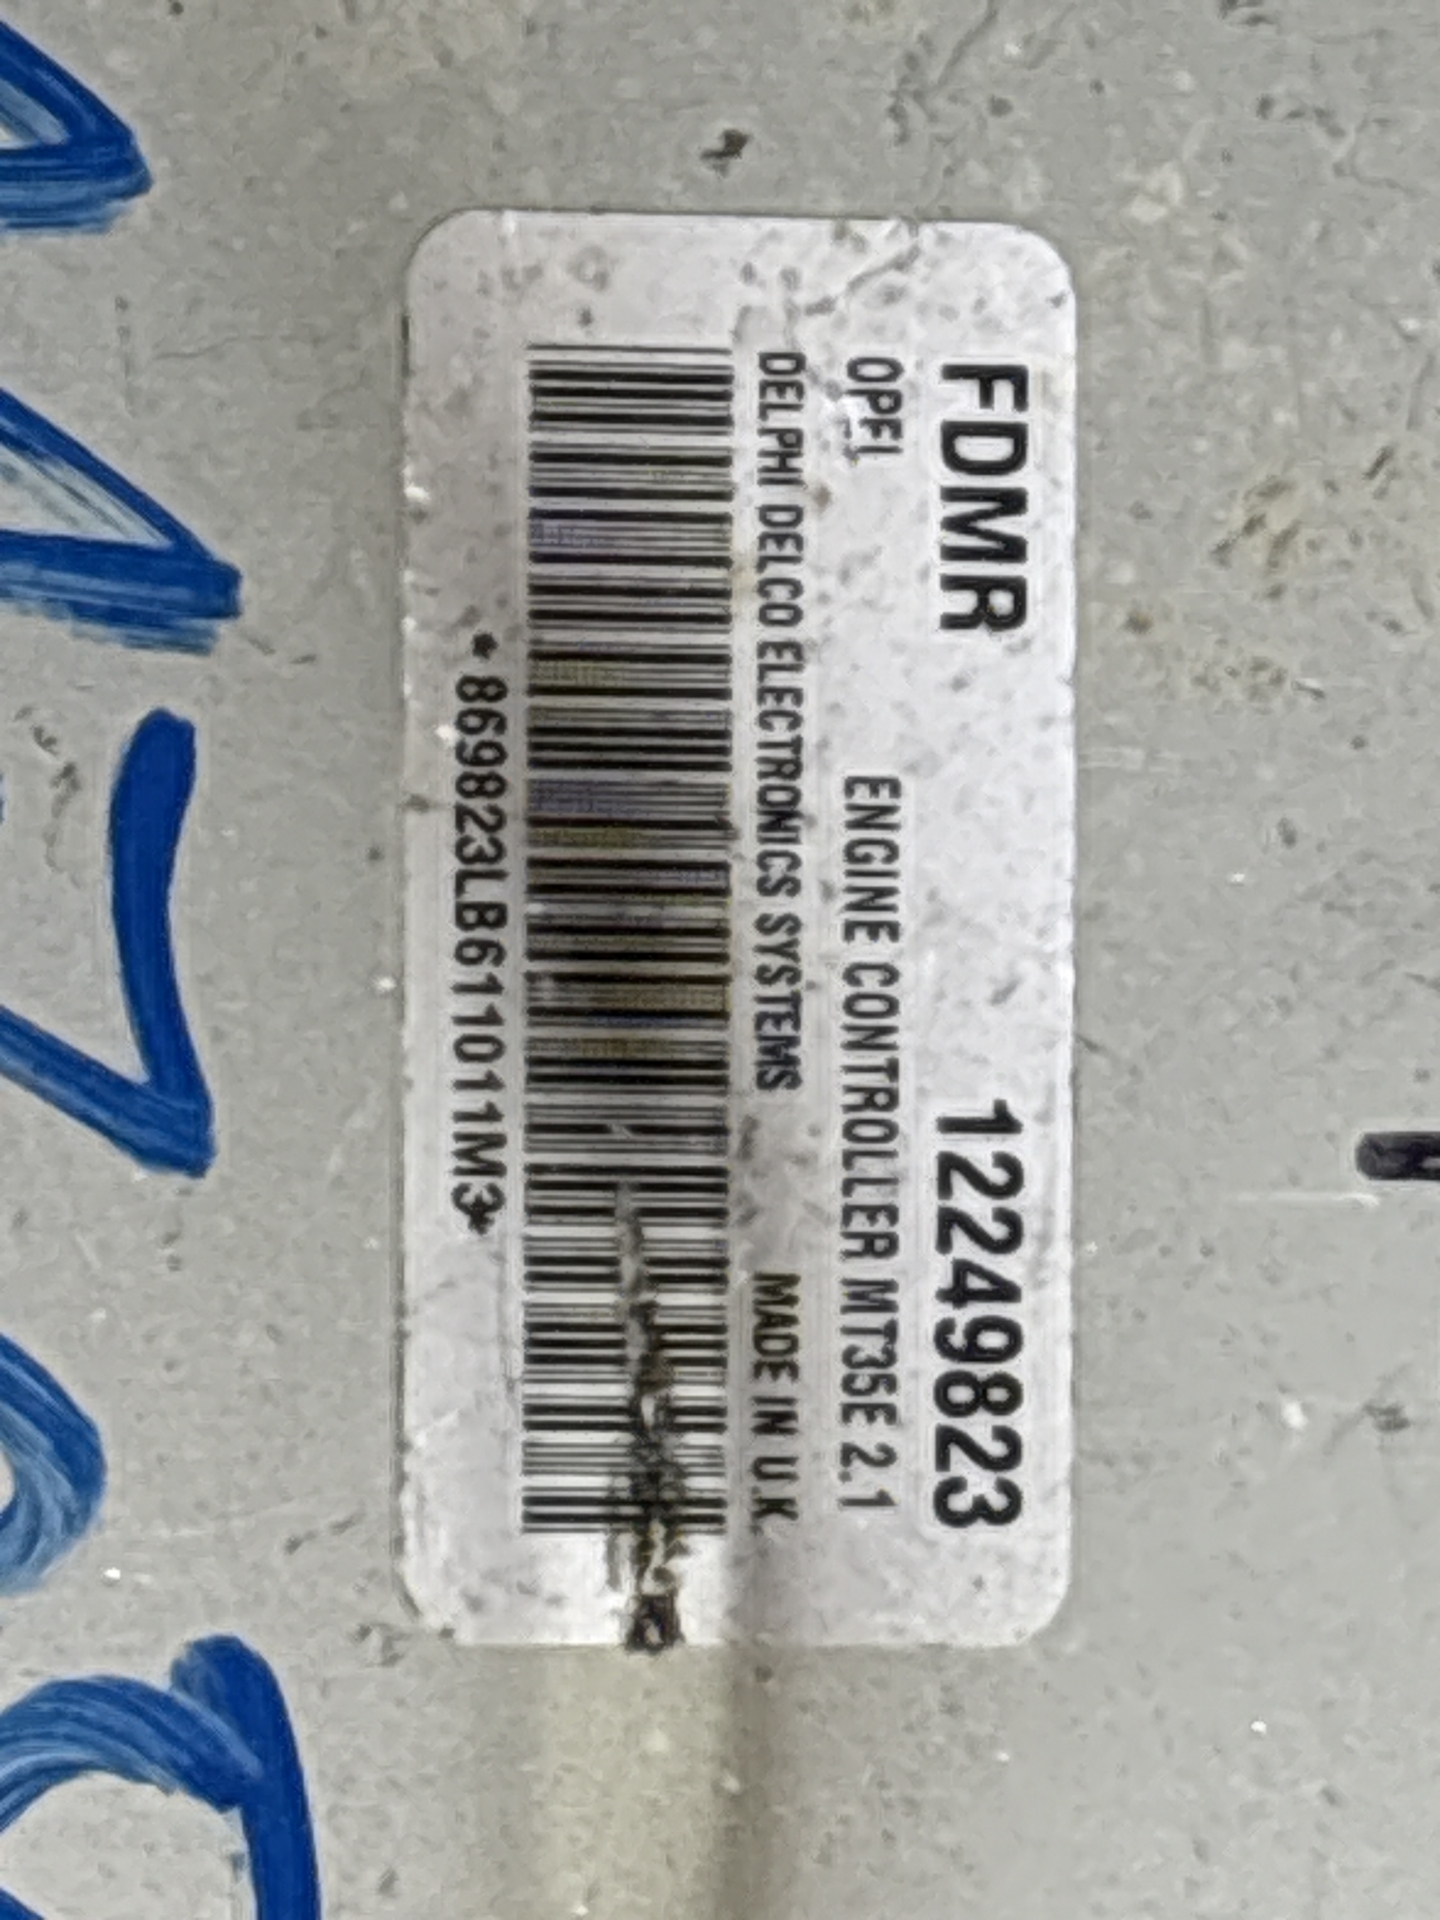 FDMR 12249823
OPEL ENGINE CONTROLLER MT35E 2.1
DELPHI DELCO ELECTRONICS SYSTEMS MADE IN U.K
*869823LB611011M3*